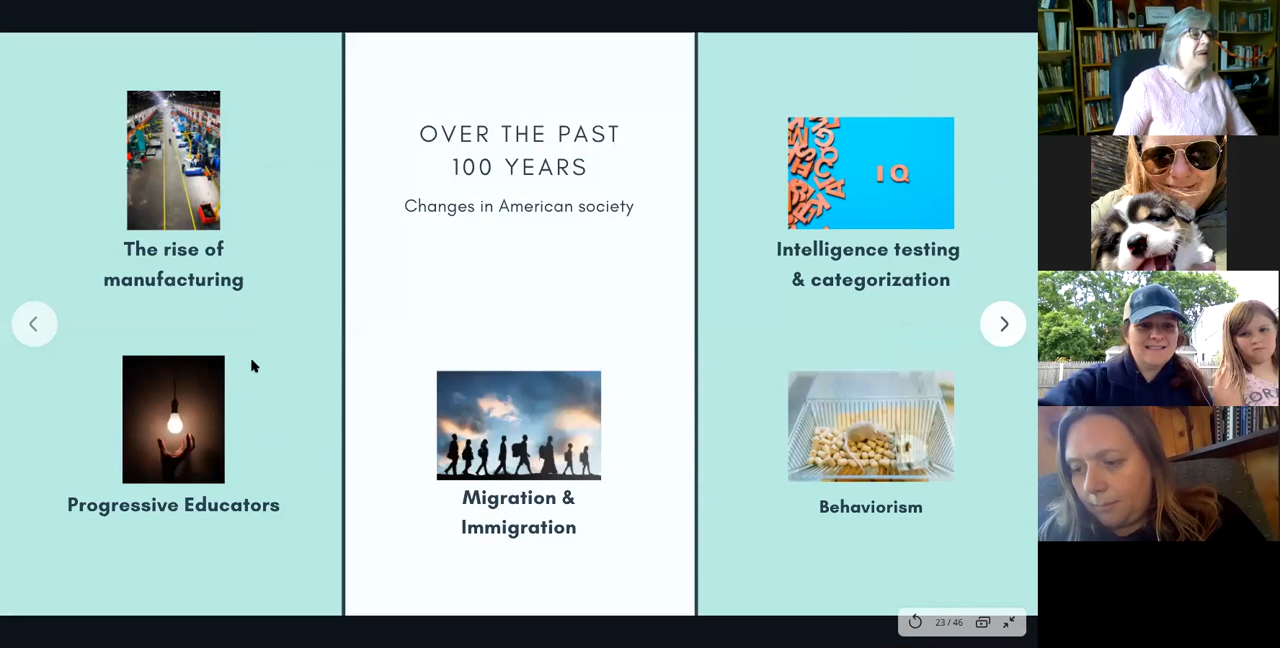 OVER THE PAST
100 YEARS
Changes in American society
The rise of
manufacturing
Progressive Educators
Migration &
Immigration
IQ
Intelligence testing
& categorization
Behaviorism
23 / 46